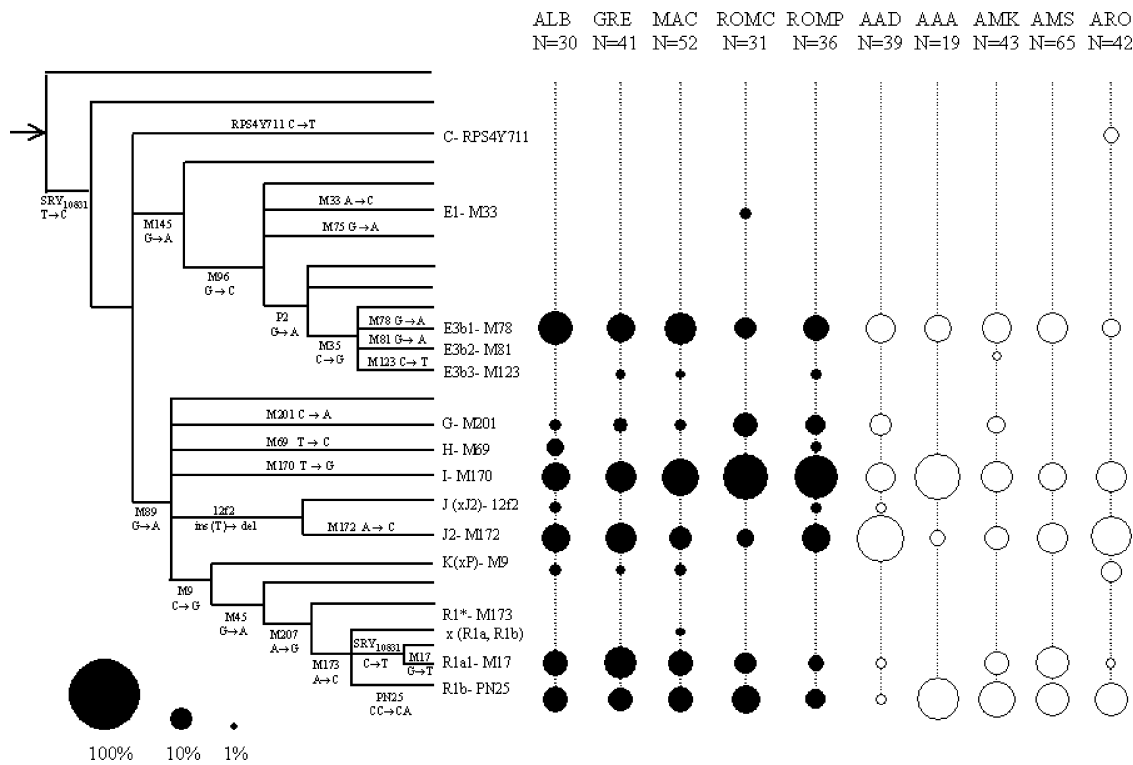 ALB GRE MAC ROMC ROMP AAD AAA AMK AMS ARO
N=30 N=41 N=52 N=31 N=36 N=39 N=19 N=43 N=65 N=42
RPS4Y711 C→T
C- RPS4Y711
SRY10831
T→C
M33 A→C
E1- M33
M145
G→A
M75 G→A
M96
G→C
P2
G→A
M78 G→A
E3b1- M78
M81 G→A
E3b2- M81
M35
C→G
M123 C→T
E3b3- M123
M201 C→A
G- M201
M69 T→C
H- M69
M170 T→G
I- M170
M89
G→A
12f2
ins (T)→ del
J (xJ2)- 12f2
M172 A→C
J2- M172
K(xP)- M9
M9
C→G
M45
G→A
M207
A→G
R1*- M173
x (R1a, R1b)
M173
A→C
SRY10831
C→T
M17
G→T
R1a1- M17
PN25
CC→CA
R1b- PN25
100% 10% 1%